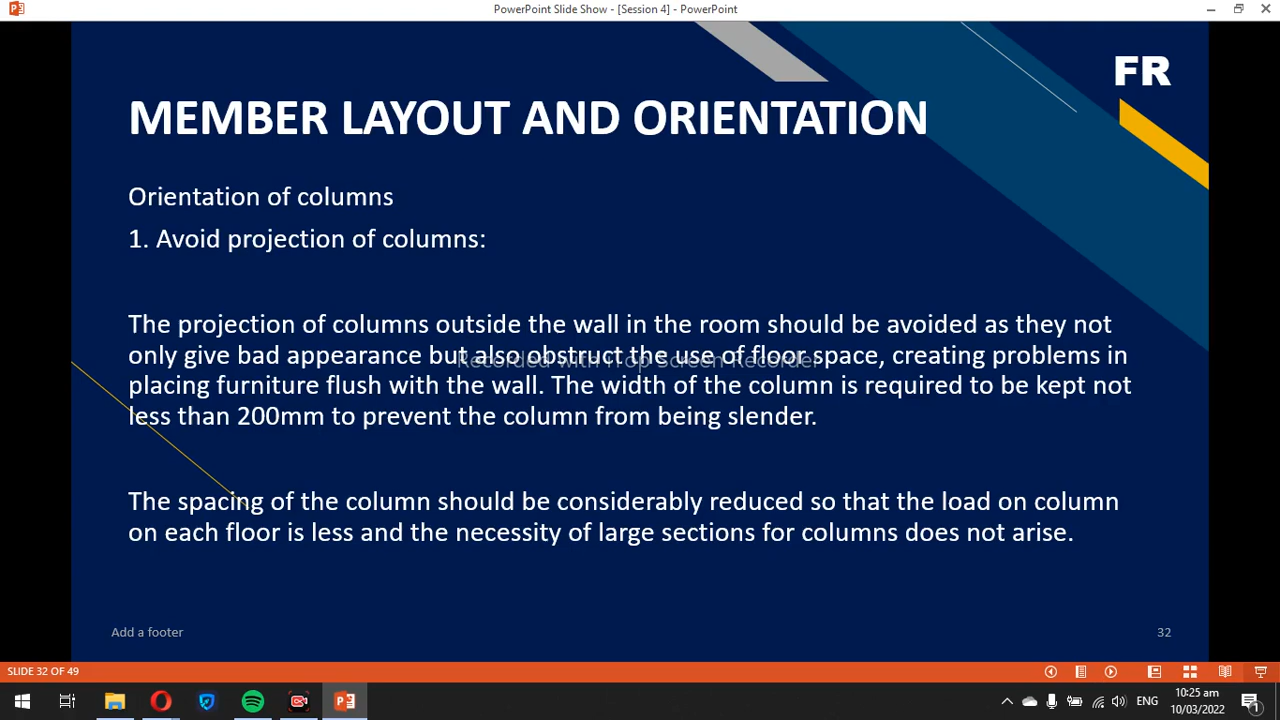 PowerPoint Slide Show - [Session 4] - PowerPoint
FR
MEMBER LAYOUT AND ORIENTATION
Orientation of columns
1. Avoid projection of columns:
The projection of columns outside the wall in the room should be avoided as they not
only give bad appearance but also obstruct the use of floor space, creating problems in
Recorded with iTop Screen Recorder
placing furniture flush with the wall. The width of the column is required to be kept not
less than 200mm to prevent the column from being slender.
The spacing of the column should be considerably reduced so that the load on column
on each floor is less and the necessity of large sections for columns does not arise.
Add a footer
32
SLIDE 32 OF 49
ENG
10:25 am
10/03/2022
1